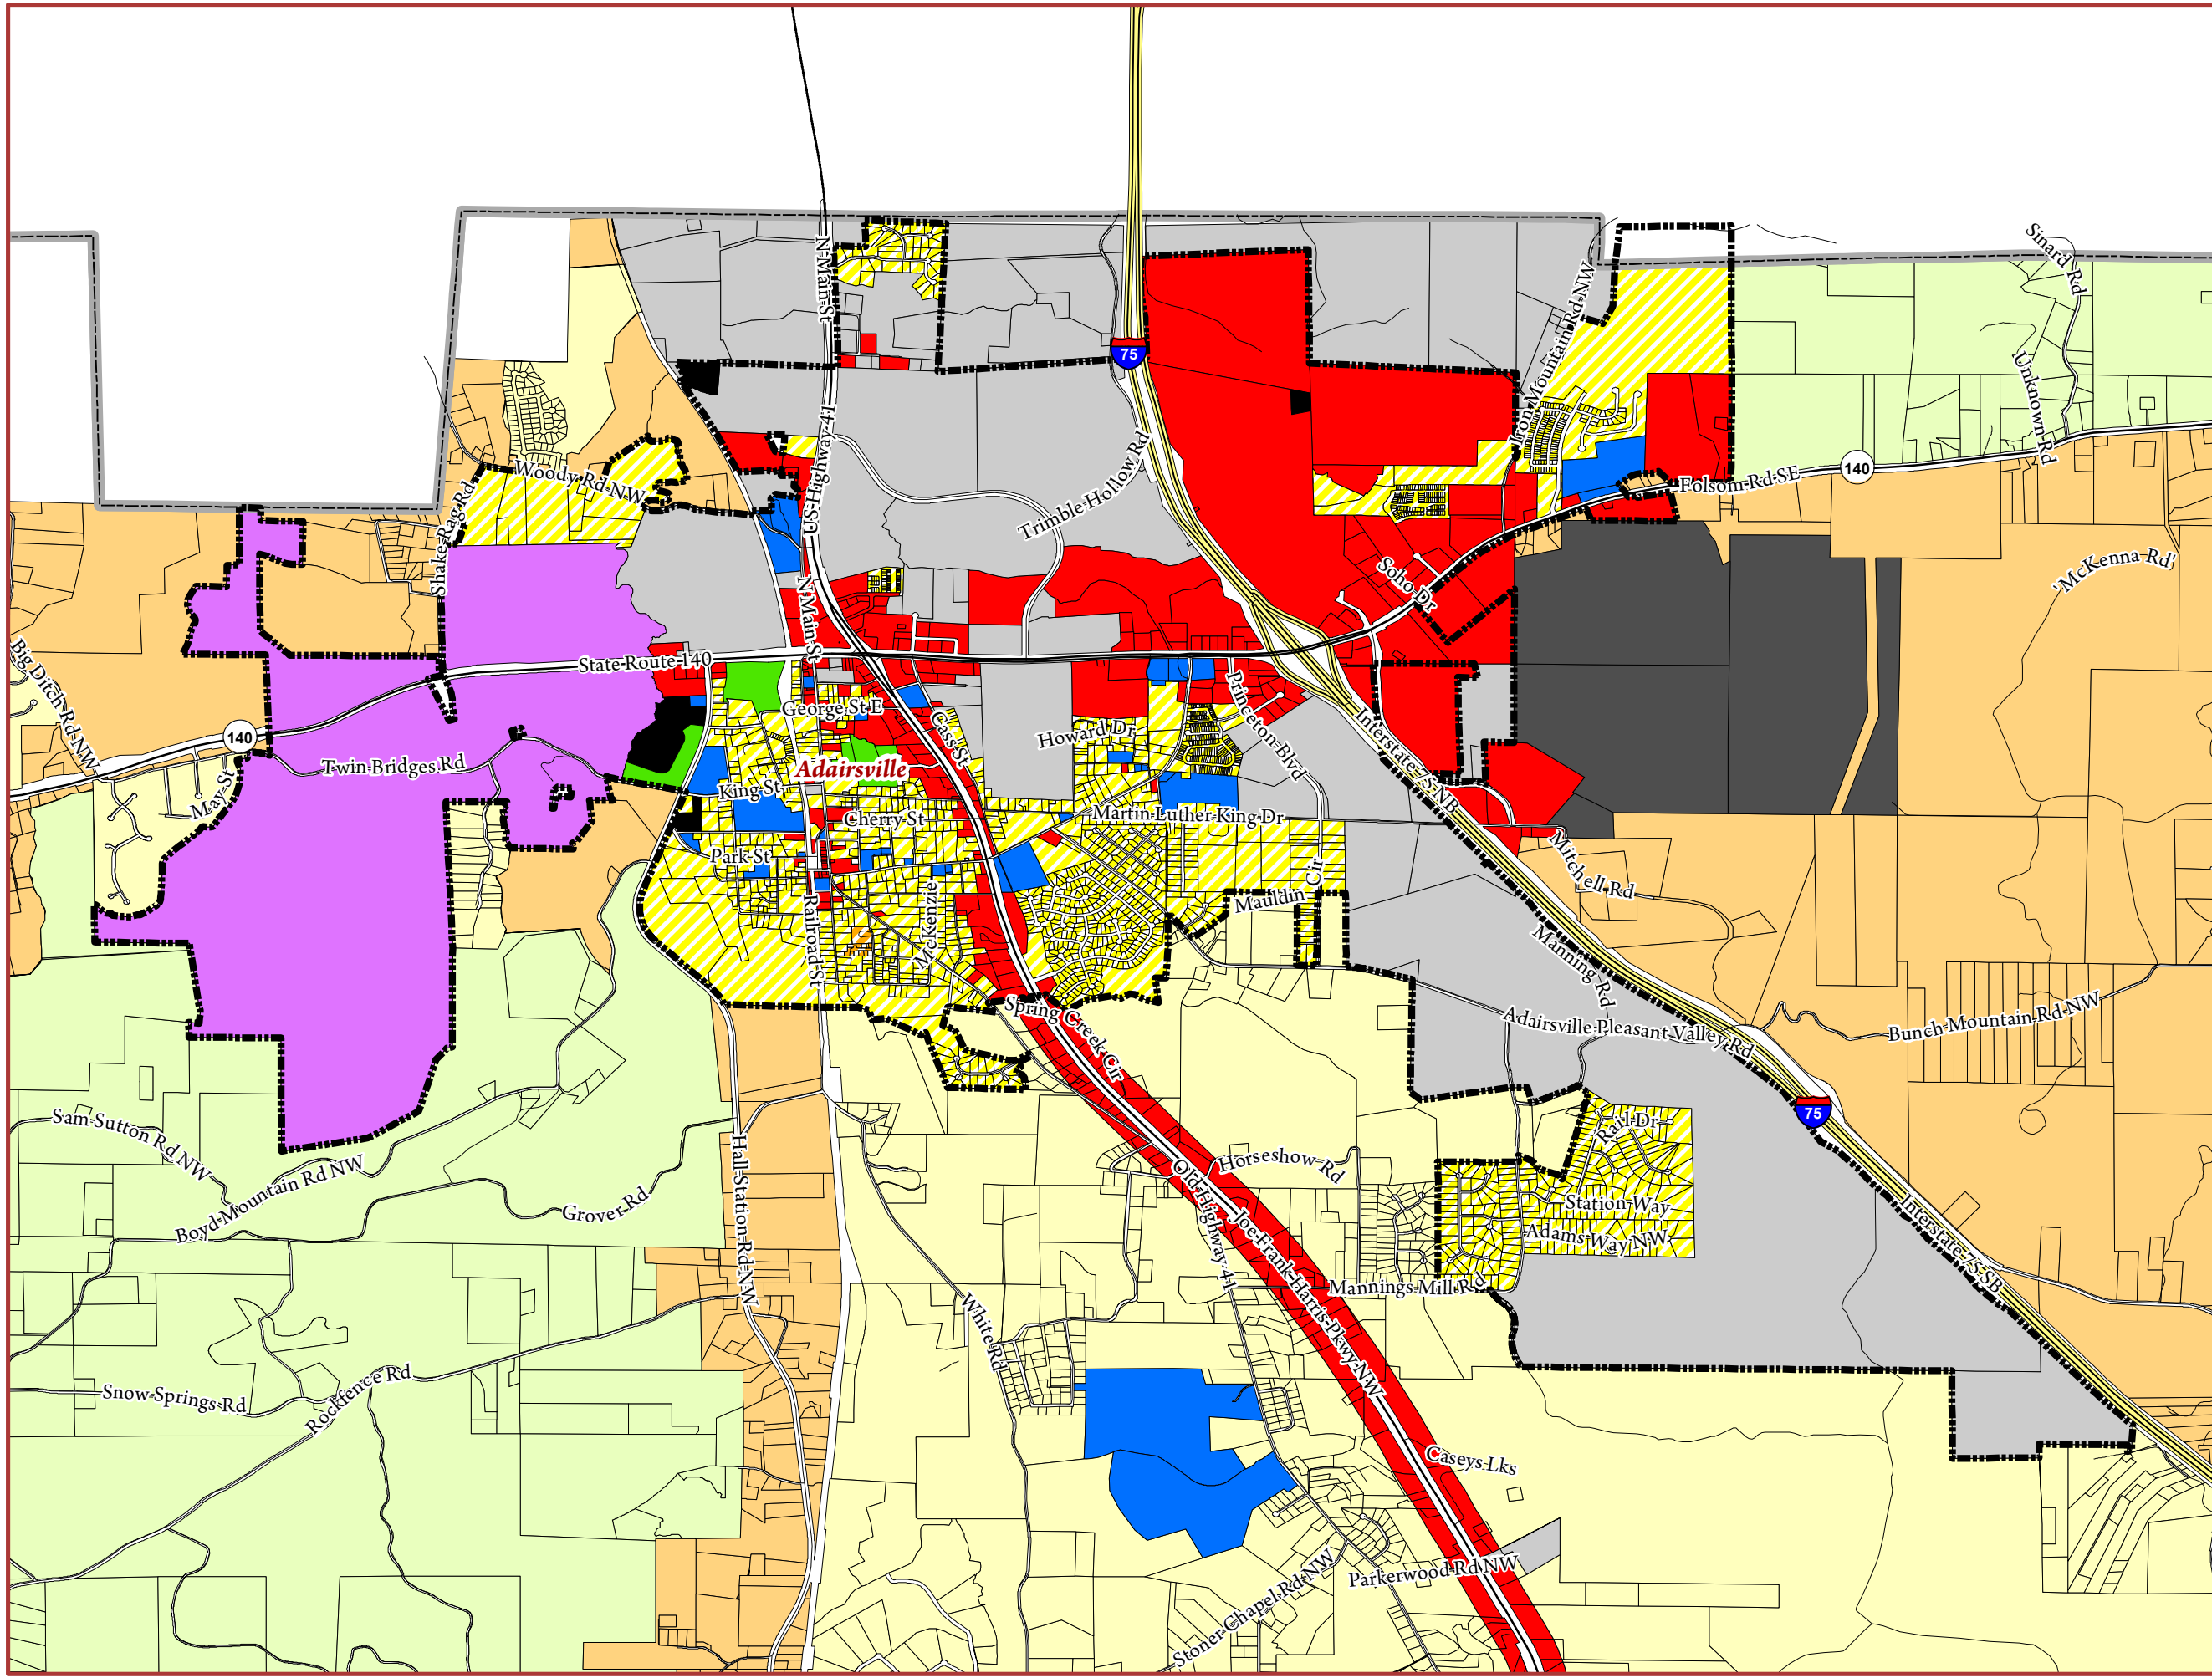 Sinard Rd
N Main St
75
Iron Mountain Rd NW
Unknown Rd
US Highway 41
Trimble Hollow Rd
Woody Rd NW
140
Folsom Rd SE
Shake Rag Rd
'McKenna Rd'
Soho Dr
N Main St
Big Ditch Rd NW
State Route 140
George St E
Princeton Blvd
Cass St
Howard Dr
140
Interstate 75 NB
Twin Bridges Rd
Adairsville
May St
King St
Cherry St
Martin Luther King Dr
Park St
Mitchell Rd
McKenzie
Mauldin Cir
Railroad St
Manning Rd
Spring Creek Cir
Adairsville Pleasant Valley Rd
Bunch Mountain Rd NW
75
Sam Sutton Rd NW
Rail Dr
Hall Station Rd NW
Horseshow Rd
Boyd Mountain Rd NW
Grover Rd
Old Highway 41
Station Way
Interstate 75 SB
Joe Frank Harris Pkwy NW
Adams Way NW
Mannings Mill Rd
White Rd
Snow Springs Rd
Rockfence Rd
Caseys Lks
Parkerwood Rd NW
Stoner Chapel Rd NW